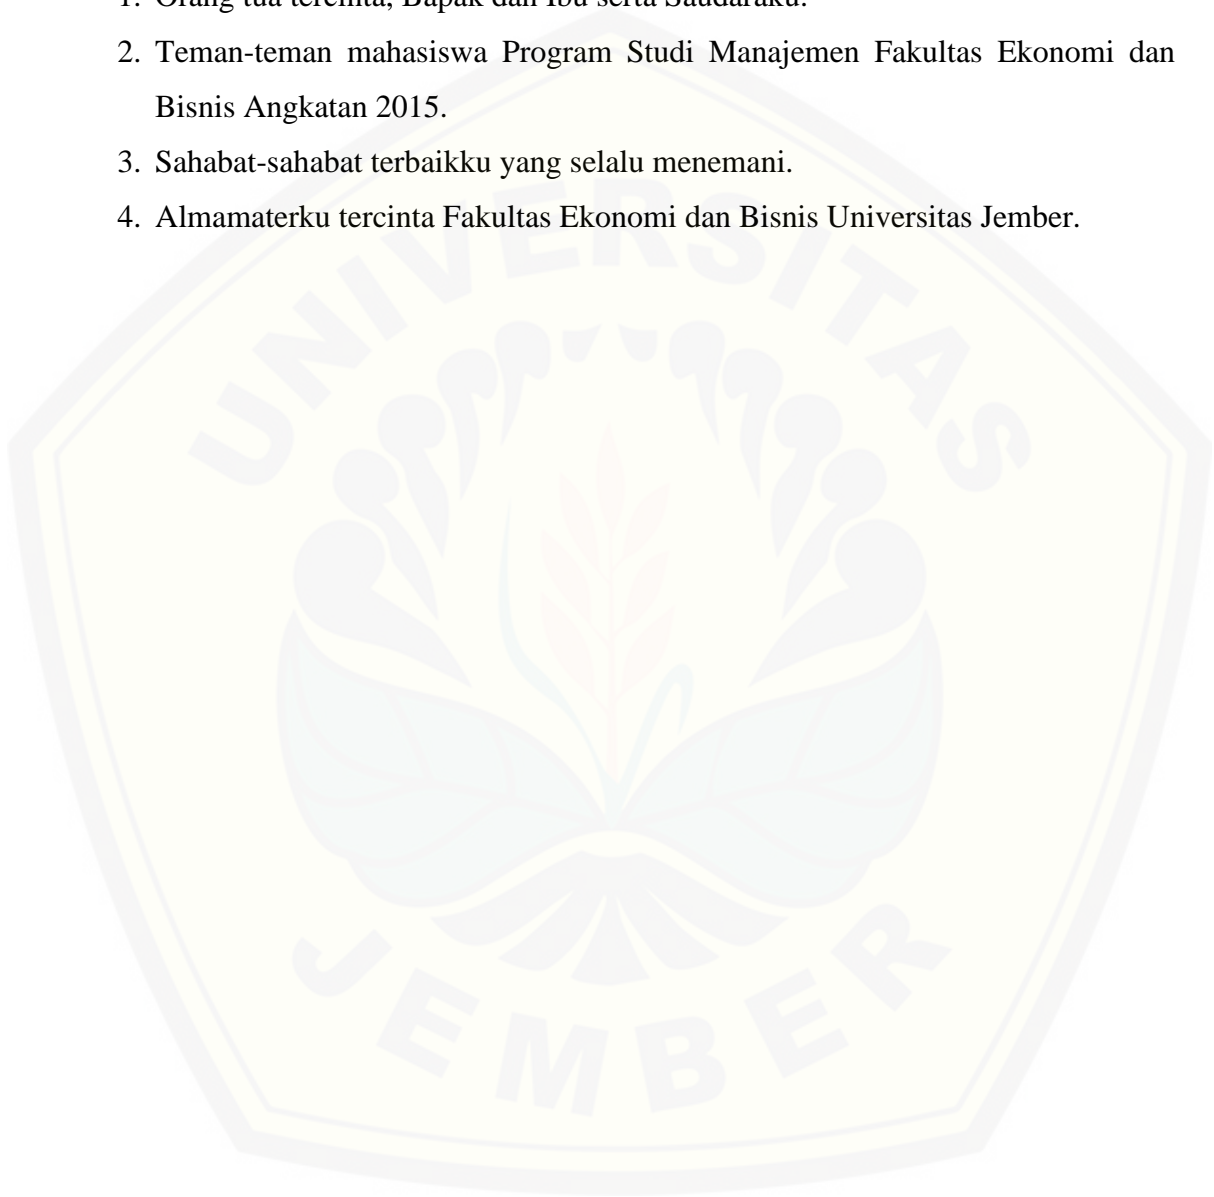 1. Orang tua tercinta, Bapak dan Ibu serta Saudaraku.
2. Teman-teman mahasiswa Program Studi Manajemen Fakultas Ekonomi dan
Bisnis Angkatan 2015.
3. Sahabat-sahabat terbaikku yang selalu menemani.
4. Almamaterku tercinta Fakultas Ekonomi dan Bisnis Universitas Jember.
UNIVERSITAS
JEMBER